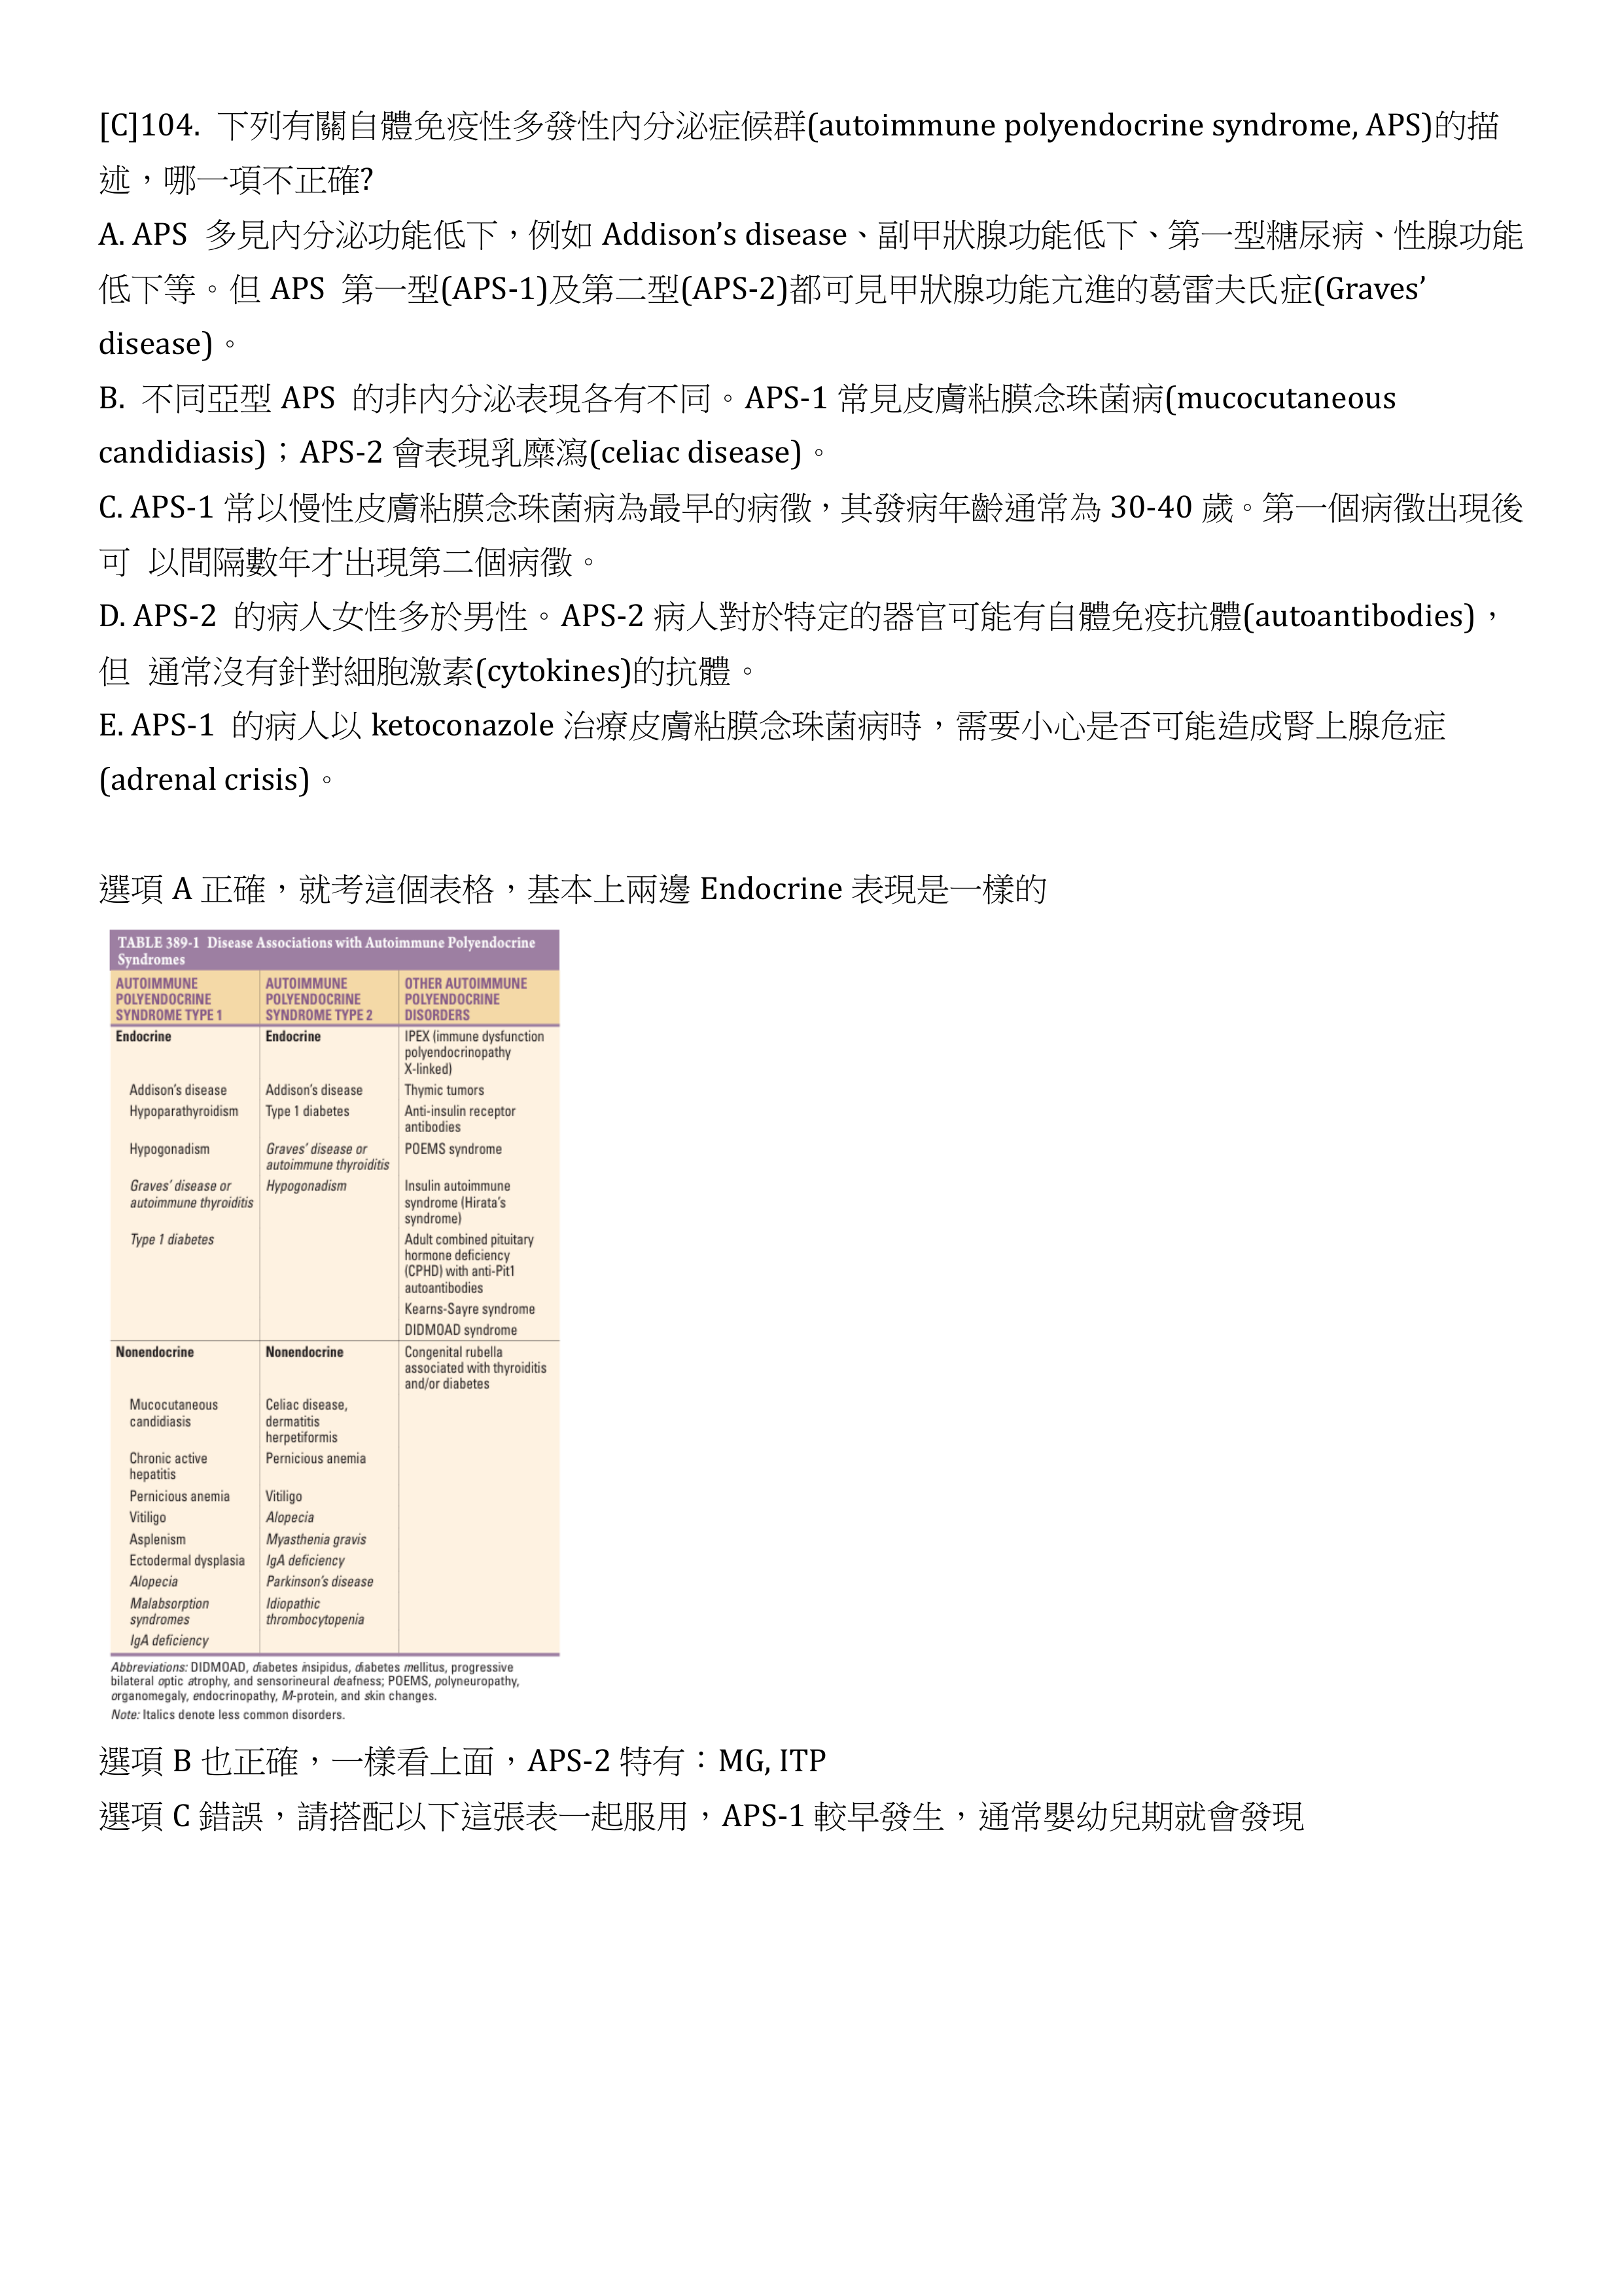 [C]104. 下列有關自體免疫性多發性內分泌症候群(autoimmune polyendocrine syndrome, APS)的描
述，哪一項不正確?
A. APS 多見內分泌功能低下，例如 Addison’s disease、副甲狀腺功能低下、第一型糖尿病、性腺功能
低下等。但 APS 第一型(APS-1)及第二型(APS-2)都可見甲狀腺功能亢進的葛雷夫氏症(Graves’
disease)。
B. 不同亞型 APS 的非內分泌表現各有不同。APS-1 常見皮膚粘膜念珠菌病(mucocutaneous
candidiasis)；APS-2 會表現乳糜瀉(celiac disease)。
C. APS-1 常以慢性皮膚粘膜念珠菌病為最早的病徵，其發病年齡通常為 30-40 歲。第一個病徵出現後
可 以間隔數年才出現第二個病徵。
D. APS-2 的病人女性多於男性。APS-2 病人對於特定的器官可能有自體免疫抗體(autoantibodies)，
但 通常沒有針對細胞激素(cytokines)的抗體。
E. APS-1 的病人以 ketoconazole 治療皮膚粘膜念珠菌病時，需要小心是否可能造成腎上腺危症
(adrenal crisis)。
選項 A 正確，就考這個表格，基本上兩邊 Endocrine 表現是一樣的
TABLE 389-1 Disease Associations with Autoimmune Polyendocrine
Syndromes
AUTOIMMUNE
POLYENDOCRINE
SYNDROME TYPE 1
AUTOIMMUNE
POLYENDOCRINE
SYNDROME TYPE 2
OTHER AUTOIMMUNE
POLYENDOCRINE
DISORDERS
Endocrine
Endocrine
IPEX (immune dysfunction
polyendocrinopathy
X-linked)
Addison’s disease
Addison’s disease
Thymic tumors
Hypoparathyroidism
Type 1 diabetes
Anti-insulin receptor
antibodies
Hypogonadism
Graves’ disease or
autoimmune thyroiditis
POEMS syndrome
Graves’ disease or
autoimmune thyroiditis
Hypogonadism
Insulin autoimmune
syndrome (Hirata’s
syndrome)
Type 1 diabetes
Adult combined pituitary
hormone deficiency
(CPHD) with anti-Pit1
autoantibodies
Kearns-Sayre syndrome
DIDMOAD syndrome
Nonendocrine
Nonendocrine
Congenital rubella
associated with thyroiditis
and/or diabetes
Mucocutaneous
candidiasis
Celiac disease,
dermatitis
herpetiformis
Chronic active
hepatitis
Pernicious anemia
Pernicious anemia
Vitiligo
Vitiligo
Alopecia
Asplenism
Myasthenia gravis
Ectodermal dysplasia
IgA deficiency
Alopecia
Parkinson’s disease
Malabsorption
syndromes
Idiopathic
thrombocytopenia
IgA deficiency
Abbreviations: DIDMOAD, diabetes insipidus, diabetes mellitus, progressive
bilateral optic atrophy, and sensorineural deafness; POEMS, polyneuropathy,
organomegaly, endocrinopathy, M-protein, and skin changes.
Note: Italics denote less common disorders.
選項 B 也正確，一樣看上面，APS-2 特有：MG, ITP
選項 C 錯誤，請搭配以下這張表一起服用，APS-1 較早發生，通常嬰幼兒期就會發現